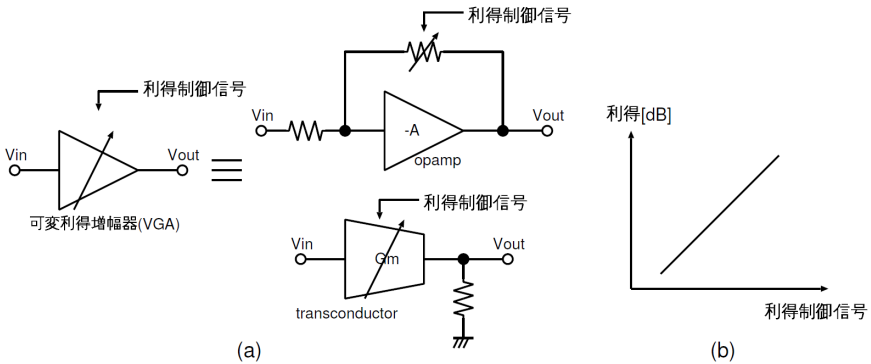 利得制御信号
Vin
Vout
可変利得増幅器(VGA)
利得制御信号
Vin
-A
opamp
Vout
利得制御信号
Vin
Gm
Vout
transconductor
(a)
利得[dB]
利得制御信号
(b)